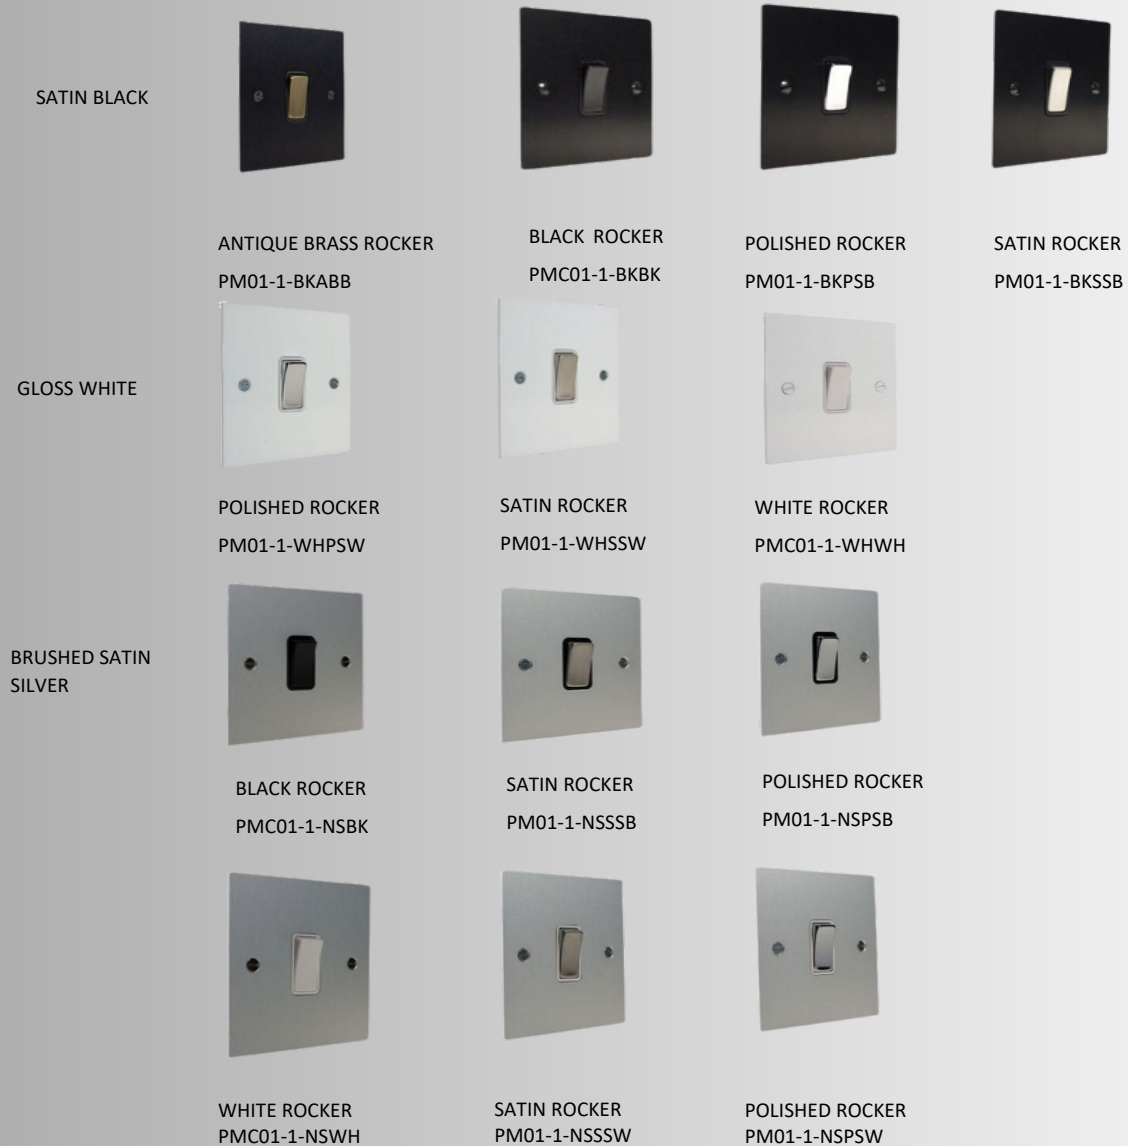 SATIN BLACK
ANTIQUE BRASS ROCKER
PM01-1-BKABB
BLACK ROCKER
PMC01-1-BKBK
POLISHED ROCKER
PM01-1-BKPSB
SATIN ROCKER
PM01-1-BKSSB
GLOSS WHITE
POLISHED ROCKER
PM01-1-WHPSW
SATIN ROCKER
PM01-1-WHSSW
WHITE ROCKER
PMC01-1-WHWH
BRUSHED SATIN
SILVER
BLACK ROCKER
PMC01-1-NSBK
SATIN ROCKER
PM01-1-NSSSB
POLISHED ROCKER
PM01-1-NSPSB
WHITE ROCKER
PMC01-1-NSWH
SATIN ROCKER
PM01-1-NSSSW
POLISHED ROCKER
PM01-1-NSPSW